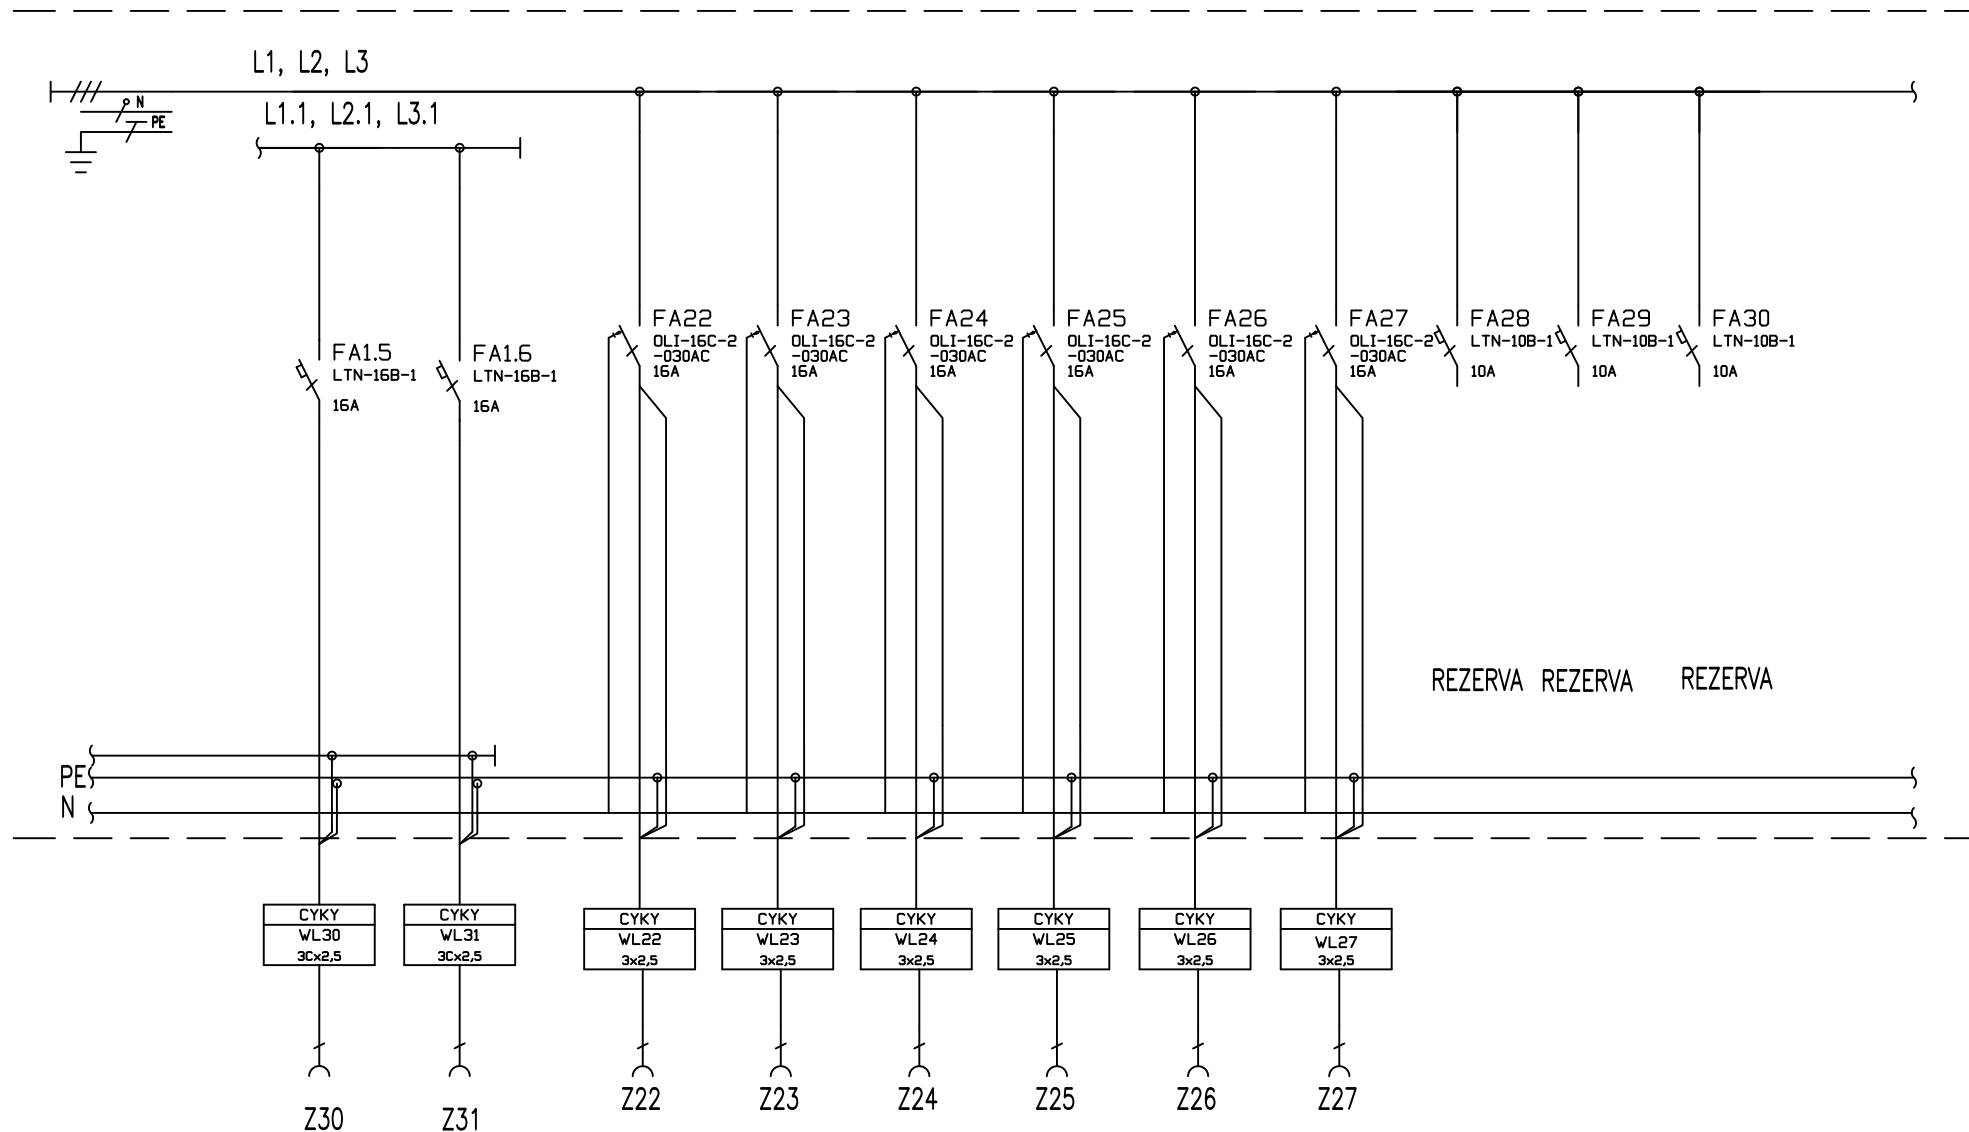 L1, L2, L3
N
L1.1, L2.1, L3.1
PE
FA1.5
LTN-16B-1
16A
FA1.6
LTN-16B-1
16A
FA22
OLI-16C-2
-030AC
16A
FA23
OLI-16C-2
-030AC
16A
FA24
OLI-16C-2
-030AC
16A
FA25
OLI-16C-2
-030AC
16A
FA26
OLI-16C-2
-030AC
16A
FA27
OLI-16C-2
-030AC
16A
FA28
LTN-10B-1
10A
FA29
LTN-10B-1
10A
FA30
LTN-10B-1
10A
REZERVA
REZERVA
REZERVA
PE
N
CYKY
WL30
3Cx2,5
CYKY
WL31
3Cx2,5
CYKY
WL22
3x2,5
CYKY
WL23
3x2,5
CYKY
WL24
3x2,5
CYKY
WL25
3x2,5
CYKY
WL26
3x2,5
CYKY
WL27
3x2,5
Z30
Z31
Z22
Z23
Z24
Z25
Z26
Z27